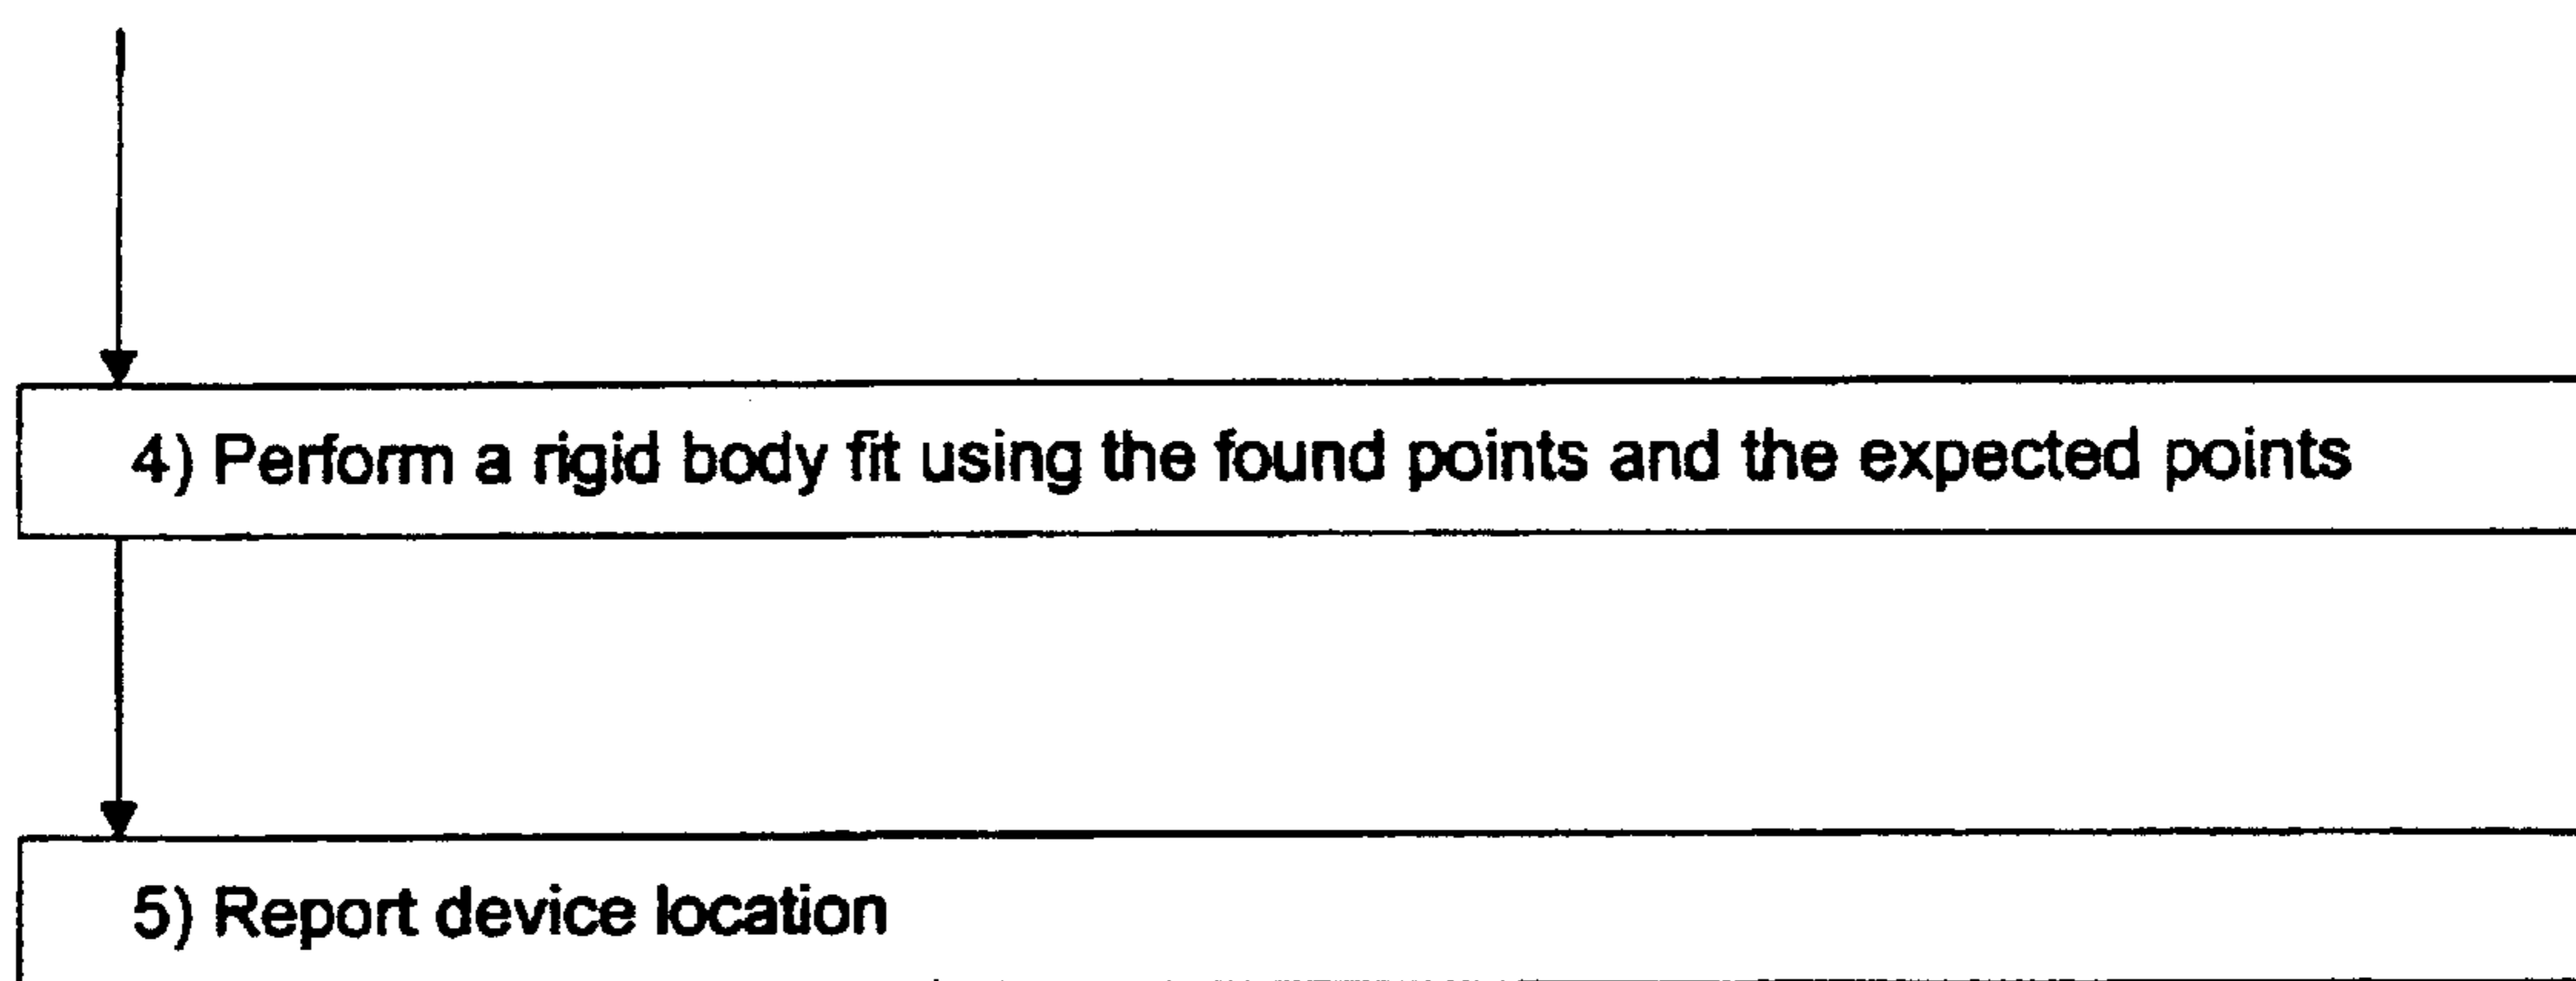 4) Perform a rigid body fit using the found points and the expected points
5) Report device location